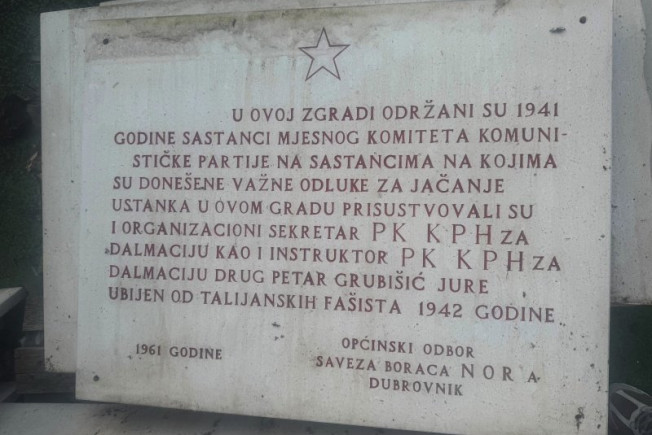 U OVOJ ZGRADI ODRŽANI SU 1941
GODINE SASTANCI MJESNOG KOMITETA KOMUNI-
STIČKE PARTIJE NA SASTANCIMA NA KOJIMA
SU DONEŠENE VAŽNE ODLUKE ZA JAČANJE
USTANKA U OVOM GRADU PRISUSTVOVALI SU
I ORGANIZACIONI SEKRETAR PK KPH ZA
DALMACIJU KAO I INSTRUKTOR PK KPH ZA
DALMACIJU DRUG PETAR GRUBIŠIĆ JURE
UBIJEN OD TALIJANSKIH FAŠISTA 1942 GODINE
1961 GODINE
OPĆINSKI ODBOR
SAVEZA BORACA NOR a
DUBROVNIK